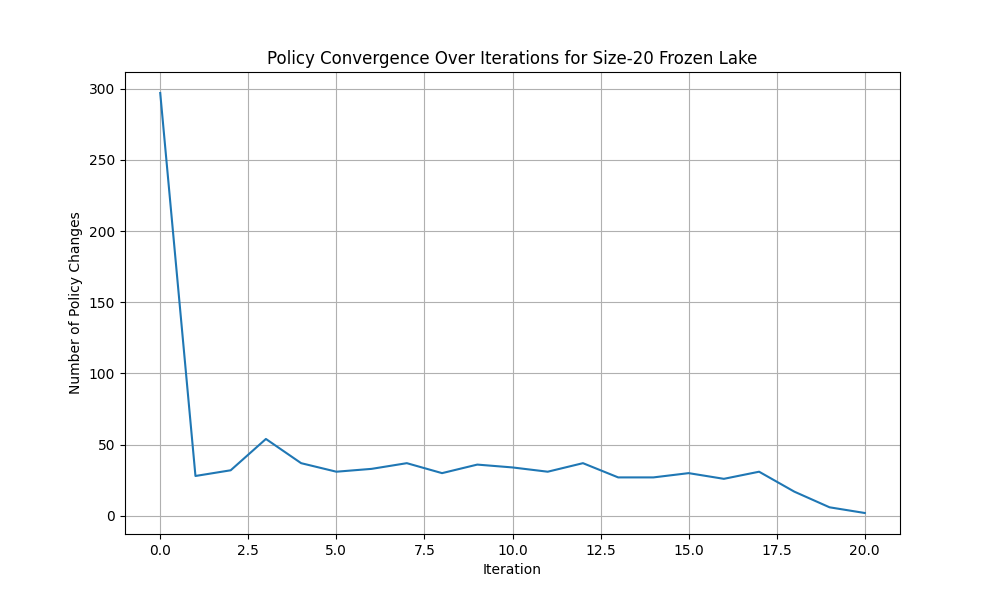 Policy Convergence Over Iterations for Size-20 Frozen Lake
Number of Policy Changes
300
250
200
150
100
50
0
0.0 2.5 5.0 7.5 10.0 12.5 15.0 17.5 20.0
Iteration